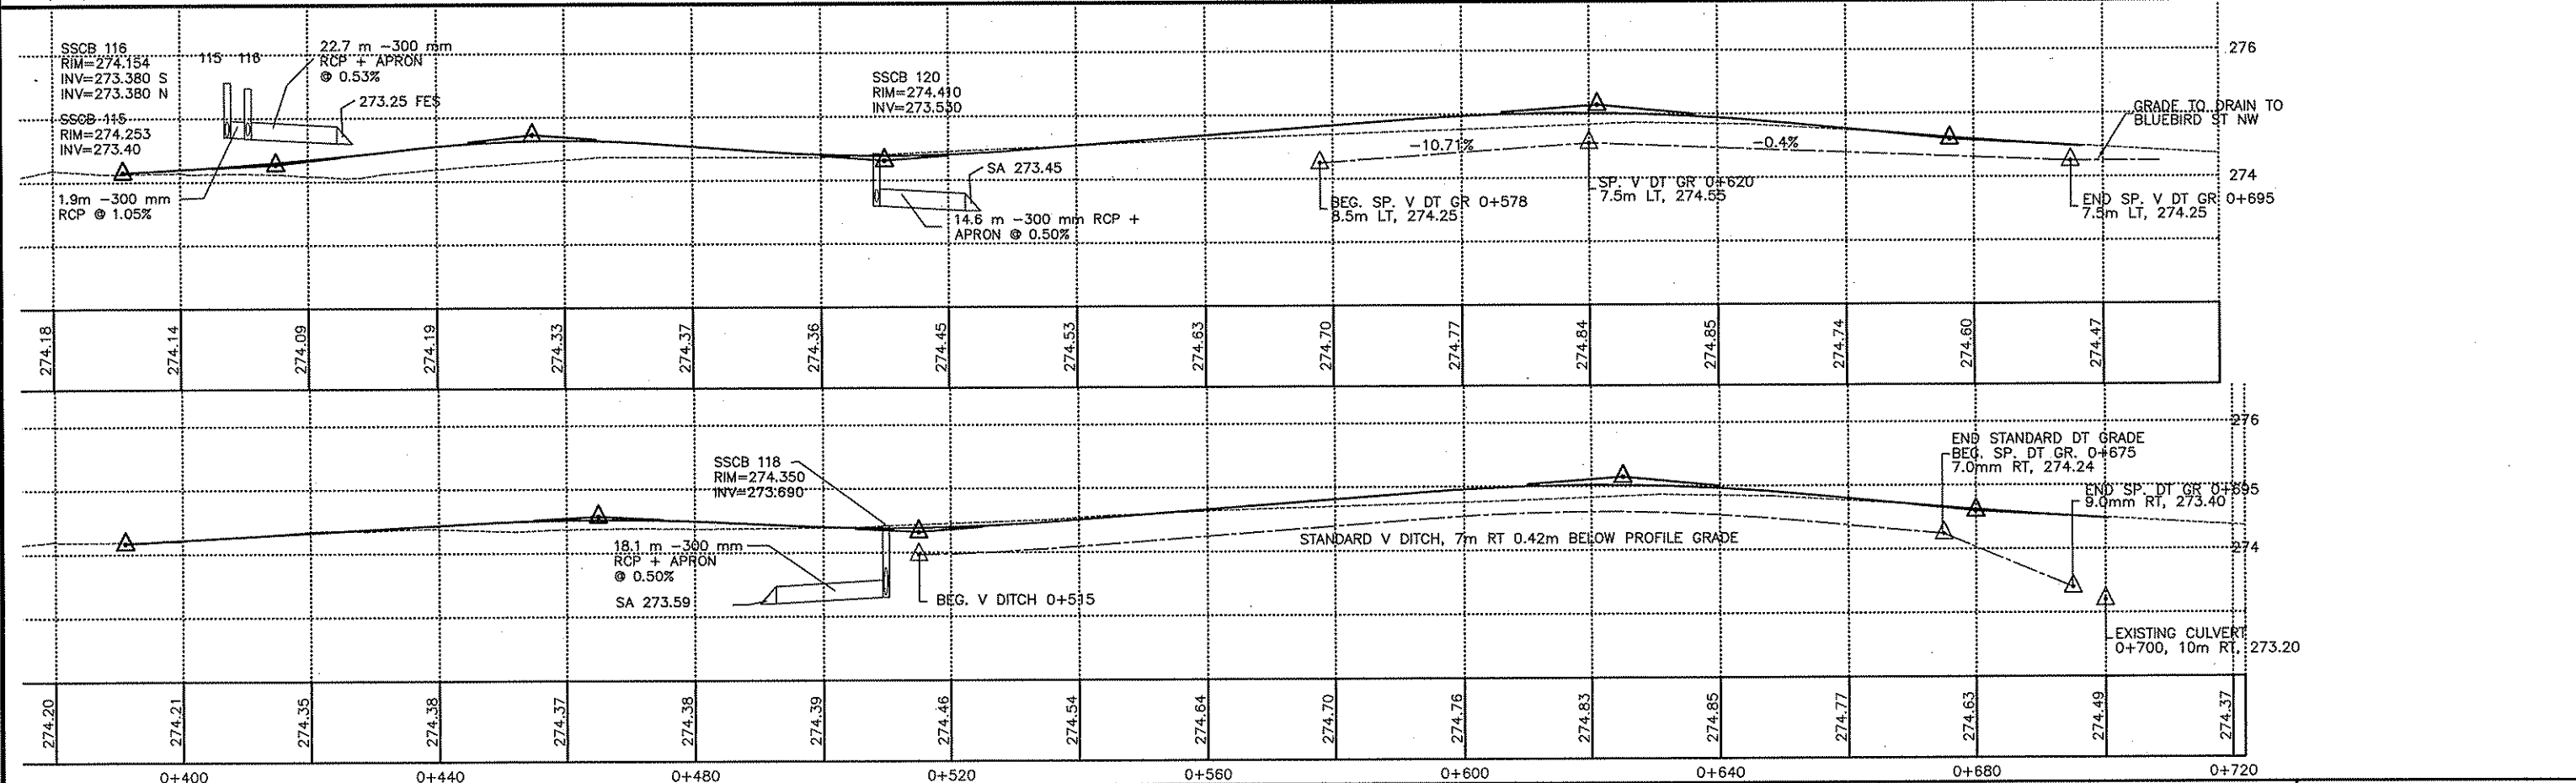 SSCB 116
RIM=274.154
INV=273.380 S
INV=273.380 N
115 116
22.7 m -300 mm
RCP + APRON
@ 0.53%
273.25 FES
SSCB 115
RIM=274.253
INV=273.40
1.9m -300 mm
RCP @ 1.05%
SSCB 120
RIM=274.410
INV=273.530
SA 273.45
14.6 m -300 mm RCP +
APRON @ 0.50%
-10.71%
-0.4%
BEG. SP. V DT GR 0+578
8.5m LT, 274.25
SP. V DT GR 0+620
7.5m LT, 274.55
GRADE TO DRAIN TO
BLUEBIRD ST NW
END SP. V DT GR 0+695
7.5m LT, 274.25
276
274
274.18 274.14 274.09 274.19 274.33 274.37 274.36 274.45 274.53 274.63 274.70 274.77 274.84 274.85 274.74 274.60 274.47
SSCB 118
RIM=274.350
INV=273.690
18.1 m -300 mm
RCP + APRON
@ 0.50%
SA 273.59
BEG. V DITCH 0+515
STANDARD V DITCH, 7m RT 0.42m BELOW PROFILE GRADE
END STANDARD DT GRADE
BEG. SP. DT GR. 0+675
7.0mm RT, 274.24
END SP. DT GR 0+695
9.0mm RT, 273.40
EXISTING CULVERT
0+700, 10m RT, 273.20
276
274
274.20 274.21 274.35 274.38 274.37 274.38 274.39 274.46 274.54 274.64 274.70 274.76 274.83 274.85 274.77 274.63 274.49 274.37
0+400 0+440 0+480 0+520 0+560 0+600 0+640 0+680 0+720